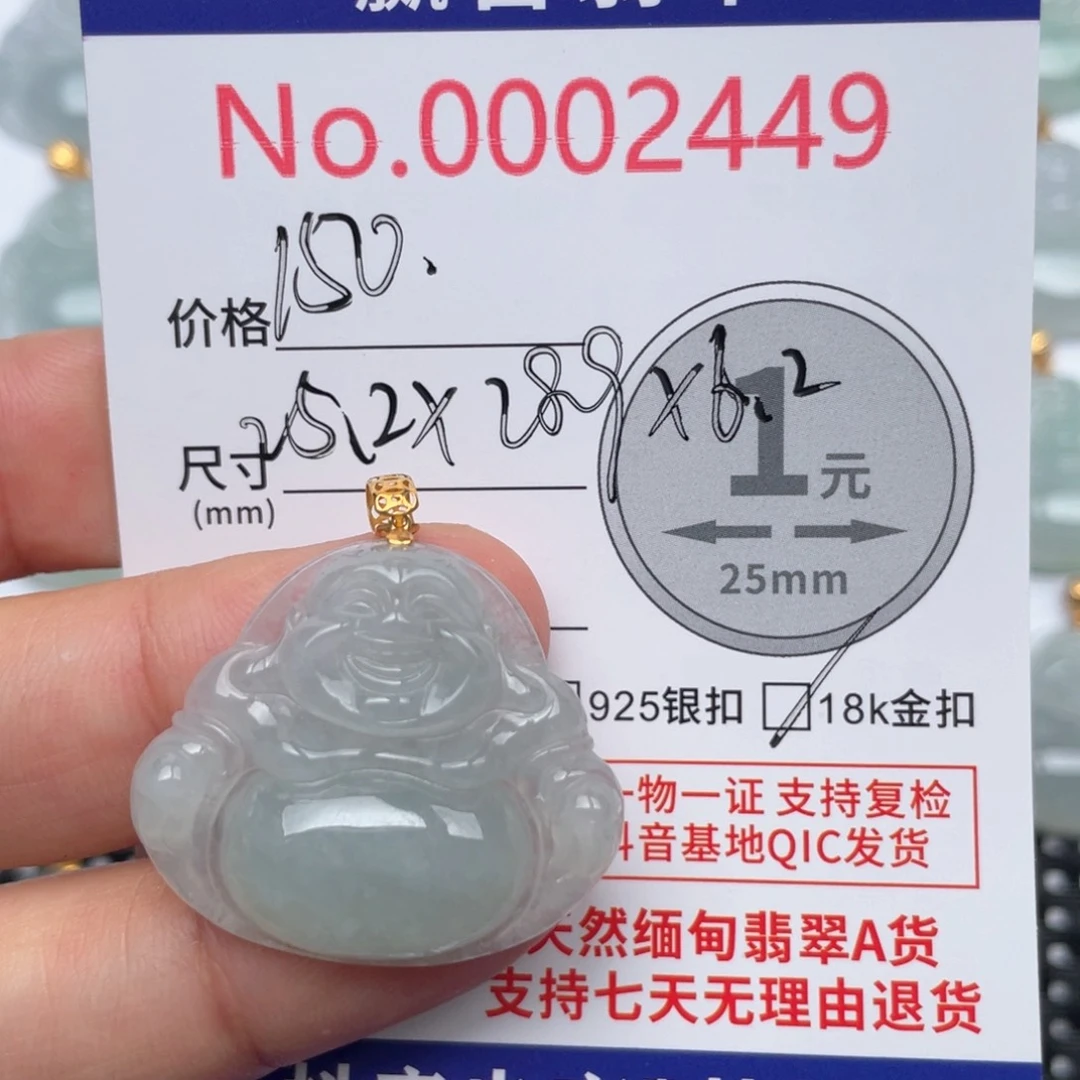 No.0002449
价格 150.
尺寸 25.2x28.9x6.2
(mm)
1元
25mm
925银扣 18k金扣
一物一证 支持复检
抖音基地QIC发货
天然缅甸翡翠A货
支持七天无理由退货